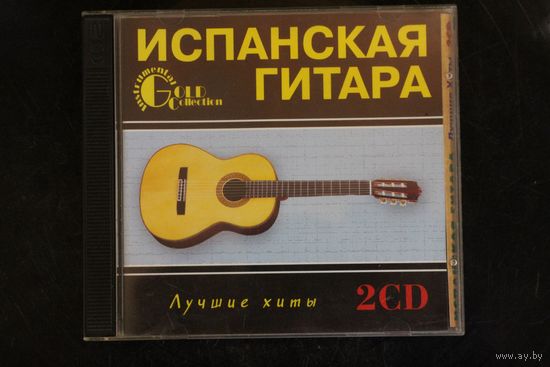 ИСПАНСКАЯ
ГИТАРА
Instrumental
GOLD
Collection
Лучшие хиты
2CD
www.ay.by